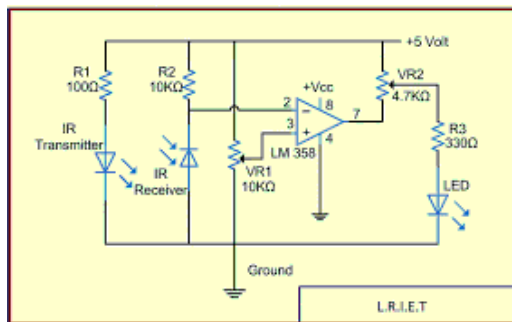 +5 Volt
R1
100Ω
R2
10KΩ
+Vcc
VR2
4.7KΩ
2
8
7
3
4
IR
Transmitter
R3
330Ω
LM 358
IR
Receiver
VR1
10KΩ
LED
Ground
L.R.I.E.T